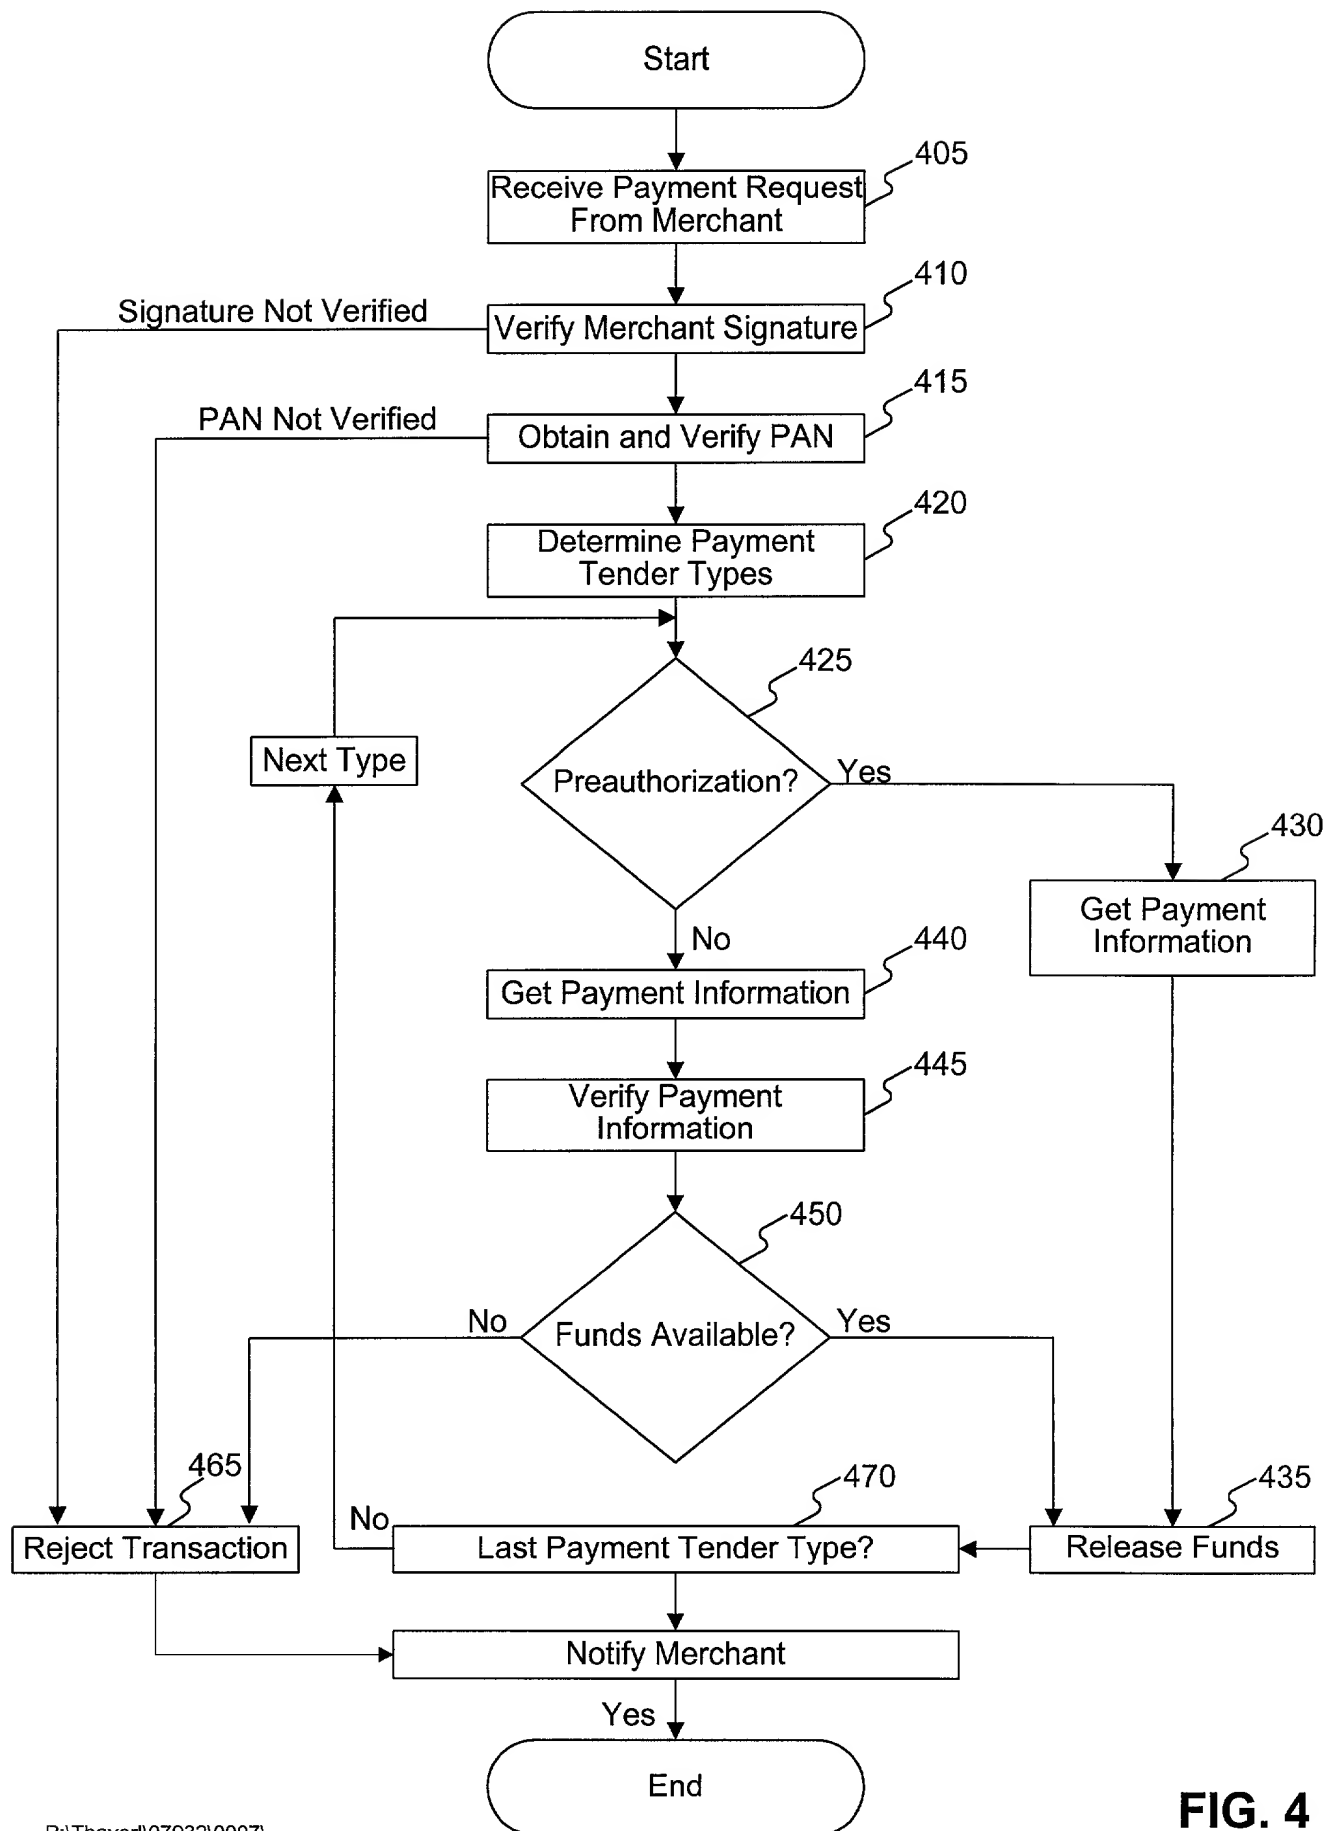 Start
405
Receive Payment Request
From Merchant
410
Signature Not Verified
Verify Merchant Signature
415
PAN Not Verified
Obtain and Verify PAN
420
Determine Payment
Tender Types
425
Next Type
Preauthorization?
Yes
430
Get Payment
Information
No
440
Get Payment Information
445
Verify Payment
Information
450
No
Funds Available?
Yes
465
470
435
Reject Transaction
No
Last Payment Tender Type?
Release Funds
Notify Merchant
Yes
End
FIG. 4